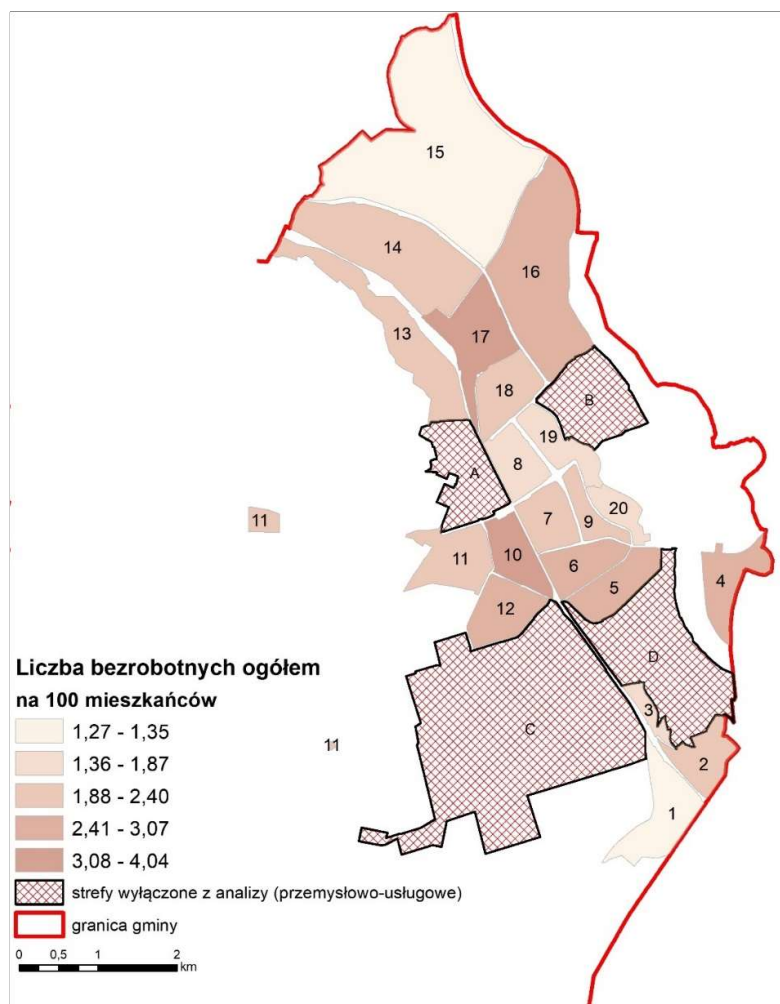 15
14
16
13
17
18
B
19
8
A
20
11
7
9
11
10
6
4
5
12
D
3
C
11
2
1
Liczba bezrobotnych ogółem
na 100 mieszkańców
1,27 - 1,35
1,36 - 1,87
1,88 - 2,40
2,41 - 3,07
3,08 - 4,04
strefy wyłączone z analizy (przemysłowo-usługowe)
granica gminy
0 0,5 1 2
km